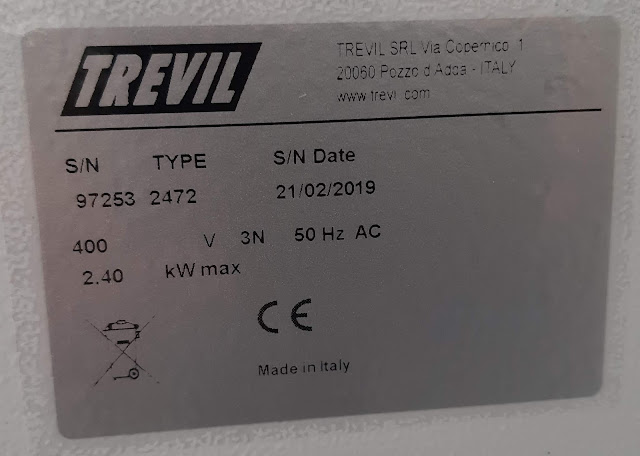 TREVIL
TREVIL SRL Via Copernico 1
20060 Pozzo d'Adda - ITALY
www.trevil.com
S/N TYPE S/N Date
97253 2472 21/02/2019
400 V 3N 50 Hz AC
2.40 kW max
CE
Made in Italy